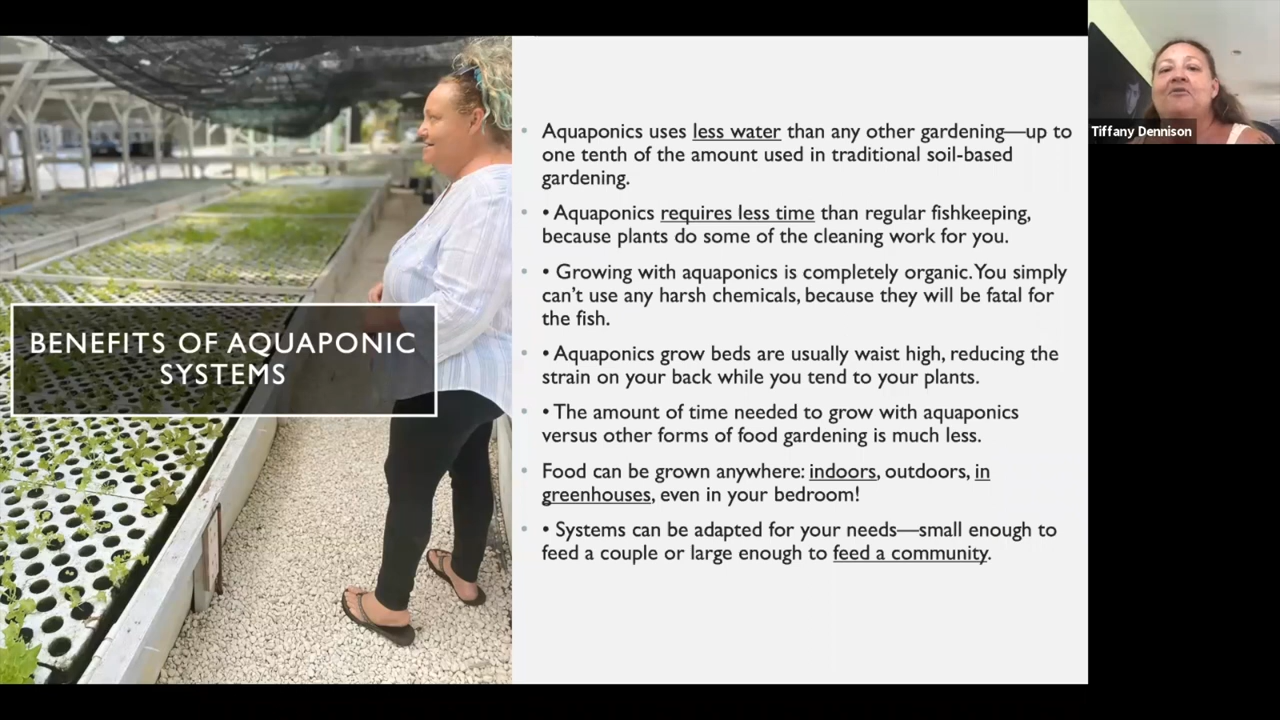 BENEFITS OF AQUAPONIC
SYSTEMS
• Aquaponics uses less water than any other gardening—up to
one tenth of the amount used in traditional soil-based
gardening.
• • Aquaponics requires less time than regular fishkeeping,
because plants do some of the cleaning work for you.
• • Growing with aquaponics is completely organic. You simply
can’t use any harsh chemicals, because they will be fatal for
the fish.
• • Aquaponics grow beds are usually waist high, reducing the
strain on your back while you tend to your plants.
• • The amount of time needed to grow with aquaponics
versus other forms of food gardening is much less.
• Food can be grown anywhere: indoors, outdoors, in
greenhouses, even in your bedroom!
• • Systems can be adapted for your needs—small enough to
feed a couple or large enough to feed a community.
Tiffany Dennison